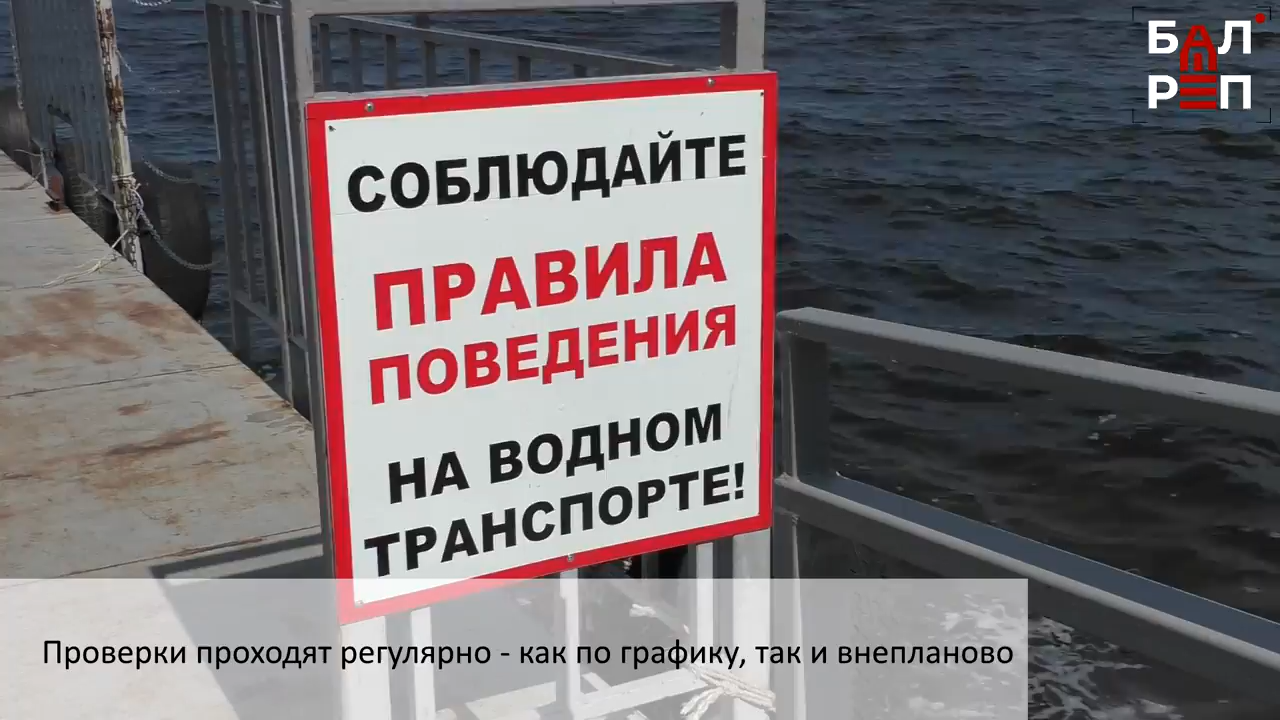 БАЛ
РЕП
СОБЛЮДАЙТЕ
ПРАВИЛА
ПОВЕДЕНИЯ
НА ВОДНОМ
ТРАНСПОРТЕ!
Проверки проходят регулярно - как по графику, так и внепланово